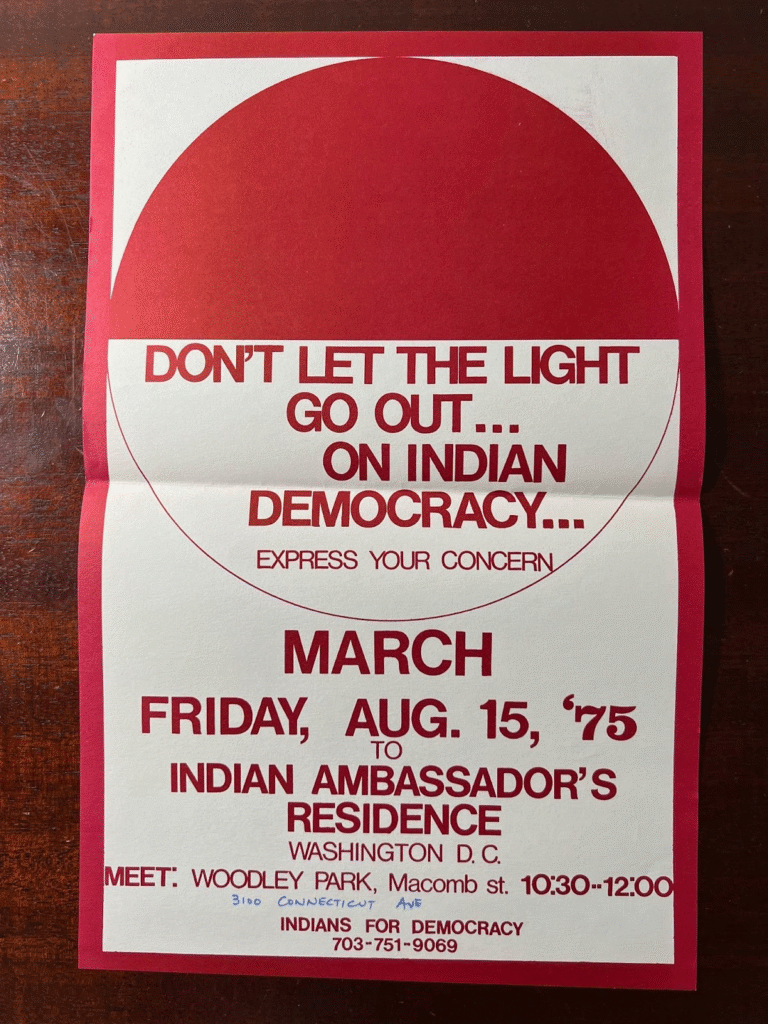 DON'T LET THE LIGHT
GO OUT...
ON INDIAN
DEMOCRACY...
EXPRESS YOUR CONCERN
MARCH
FRIDAY, AUG. 15, '75
TO
INDIAN AMBASSADOR'S
RESIDENCE
WASHINGTON D.C.
MEET: WOODLEY PARK, Macomb st. 10:30--12:00
3100 CONNECTICUT AVE
INDIANS FOR DEMOCRACY
703-751-9069